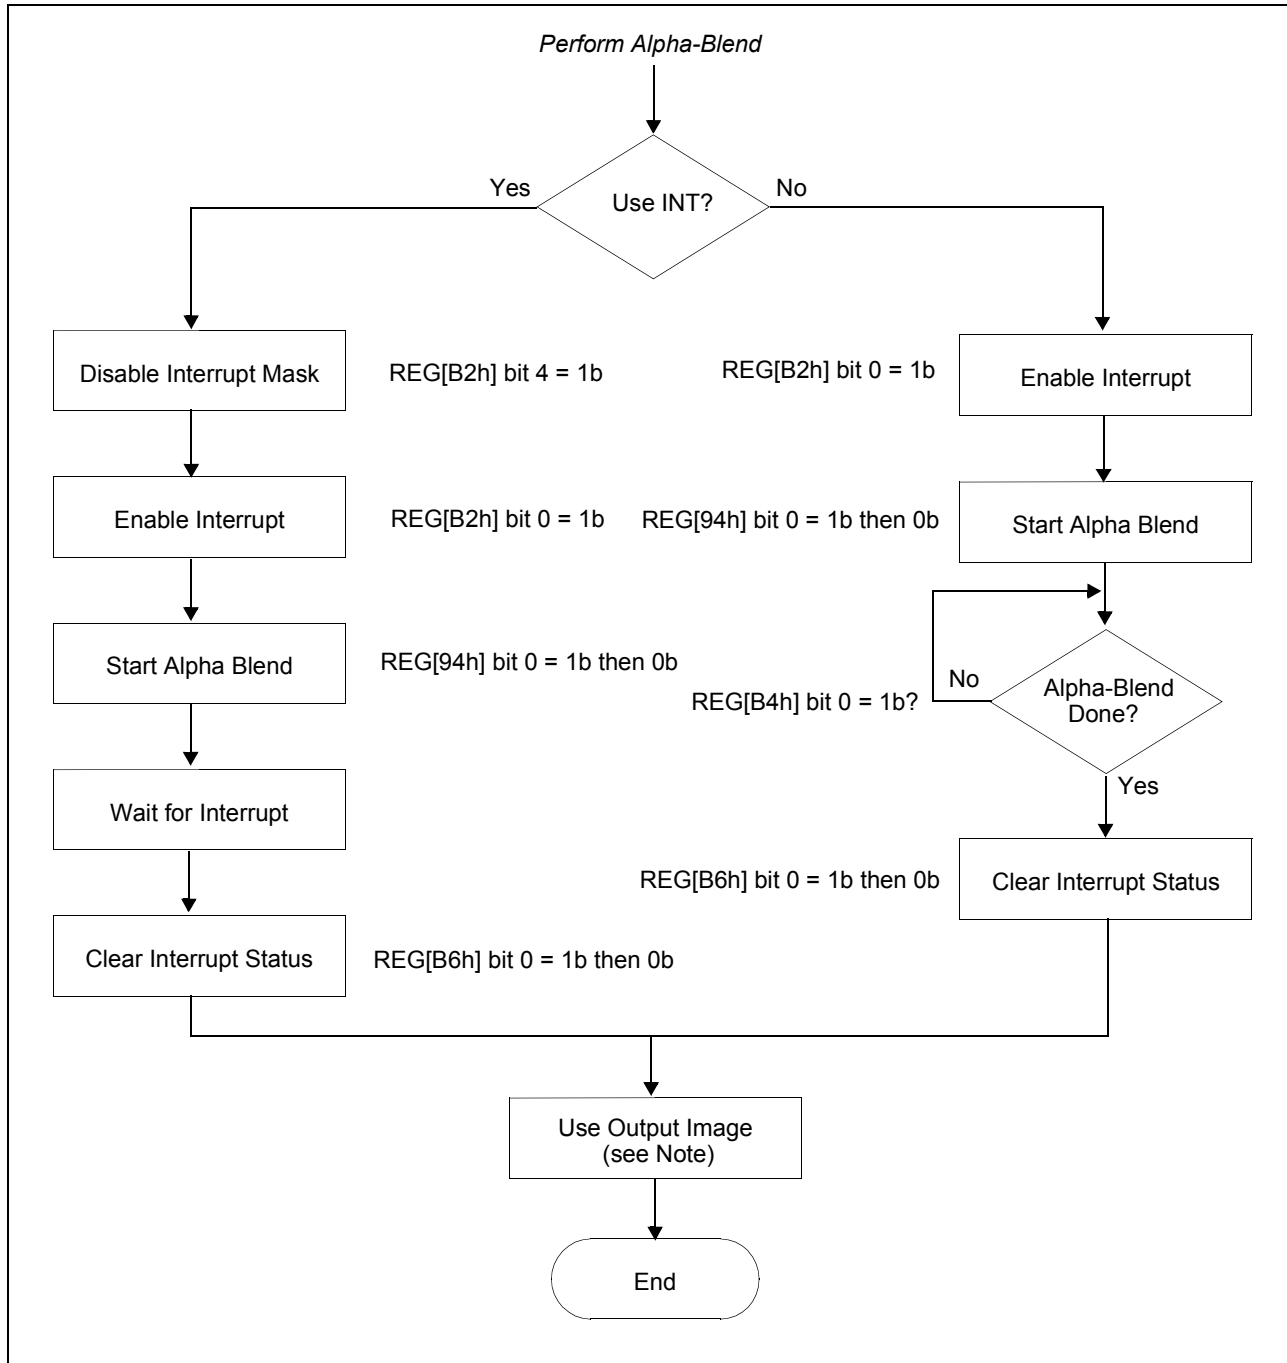 Perform Alpha-Blend
Use INT?
Yes
No
Disable Interrupt Mask
REG[B2h] bit 4 = 1b
REG[B2h] bit 0 = 1b
Enable Interrupt
Enable Interrupt
REG[B2h] bit 0 = 1b
REG[94h] bit 0 = 1b then 0b
Start Alpha Blend
Start Alpha Blend
REG[94h] bit 0 = 1b then 0b
No
REG[B4h] bit 0 = 1b?
Alpha-Blend
Done?
Yes
Wait for Interrupt
REG[B6h] bit 0 = 1b then 0b
Clear Interrupt Status
Clear Interrupt Status
REG[B6h] bit 0 = 1b then 0b
Use Output Image
(see Note)
End